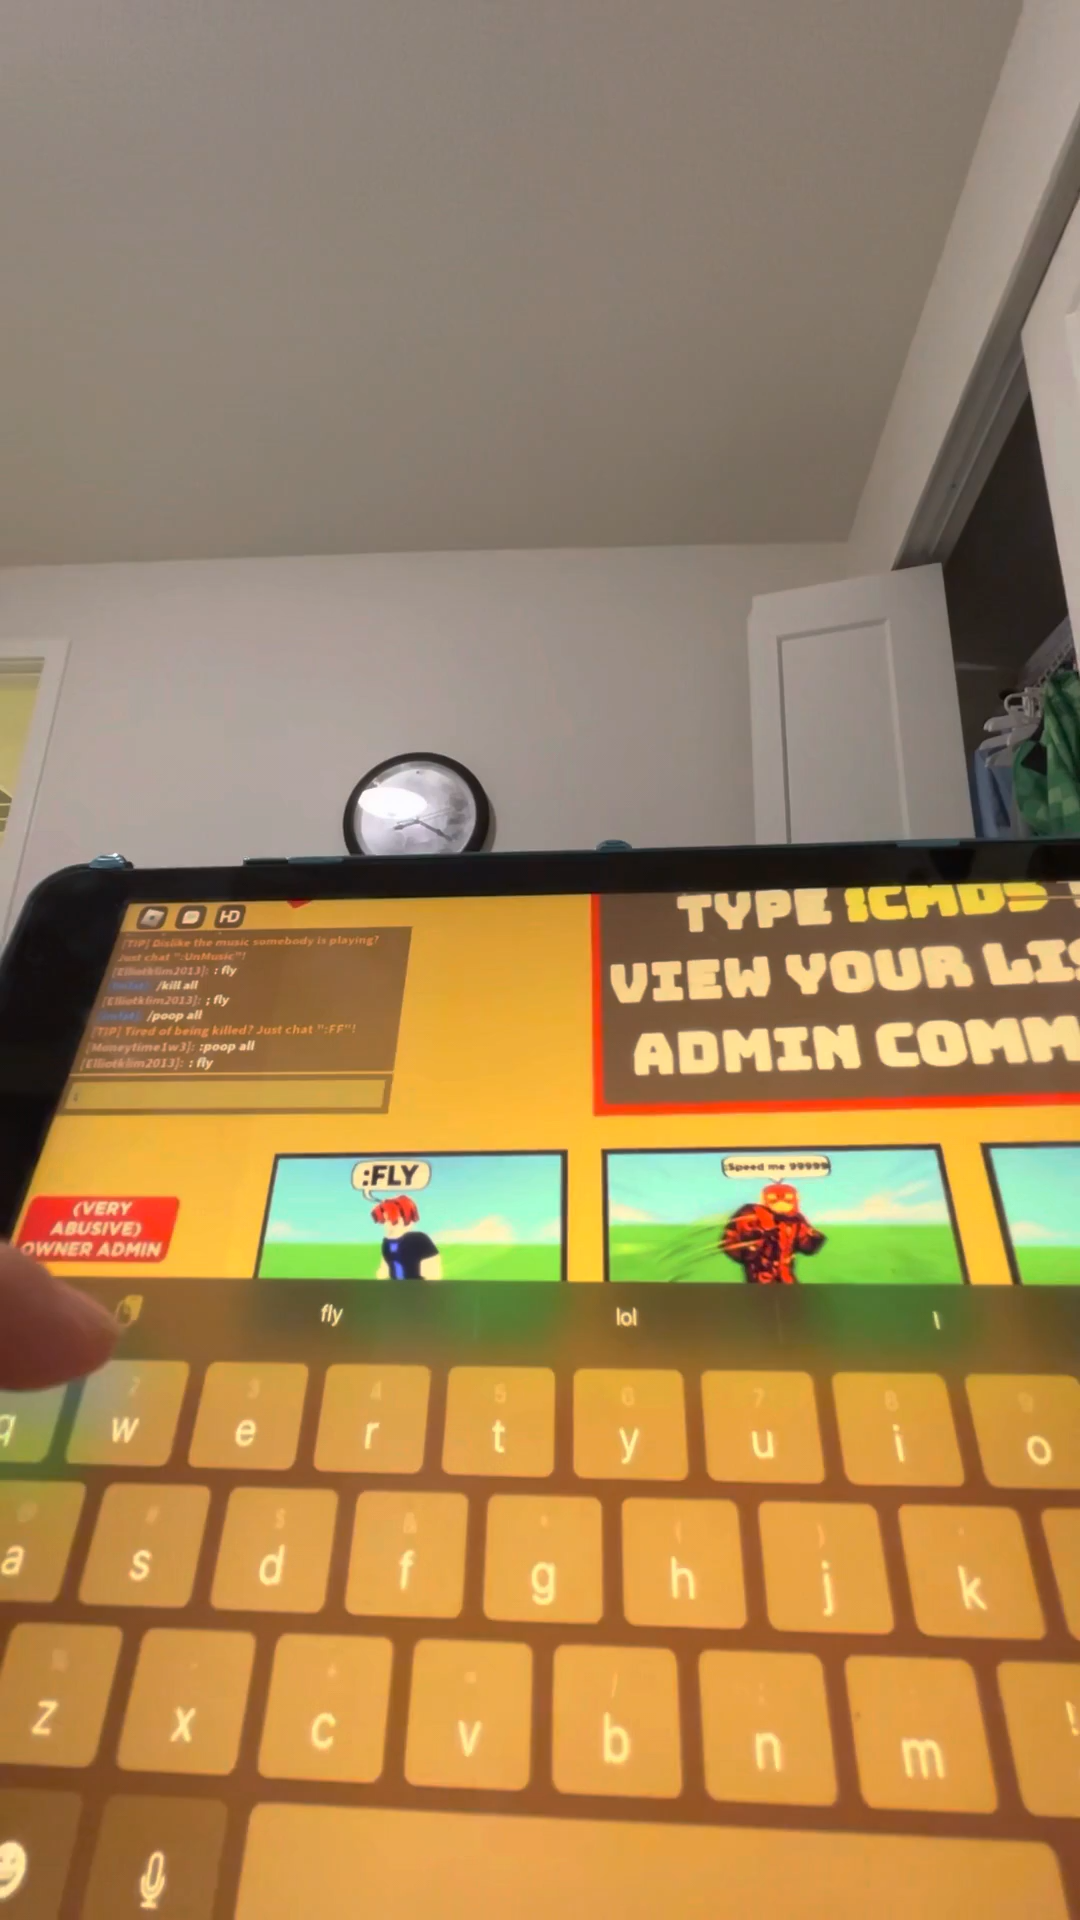 HD
[TIP] Dislike the music somebody is playing?
Just chat ":UnMusic"!
[Elliotklim2013]: : fly
/kill all
[Elliotklim2013]: ; fly
/poop all
[TIP] Tired of being killed? Just chat ":FF"!
[Moneytime1w3]: :poop all
[Elliotklim2013]: : fly
TYPE :CMDS
VIEW YOUR LIS
ADMIN COMM
:FLY
:Speed me 99999
(VERY
ABUSIVE)
OWNER ADMIN
fly lol
q w e r t y u i o
a s d f g h j k
z x c v b n m !